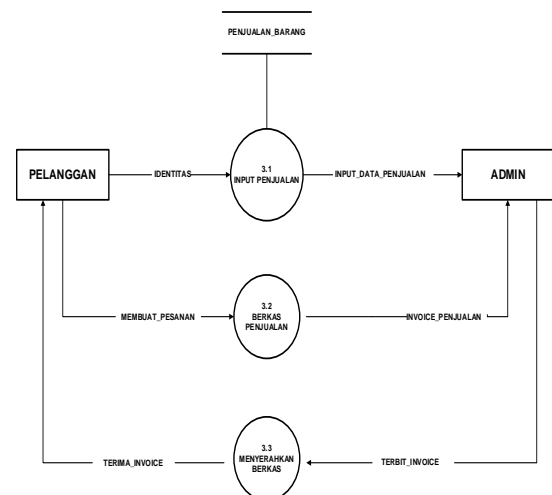 PENJUALAN_BARANG
PELANGGAN
IDENTITAS
3.1
INPUT PENJUALAN
INPUT_DATA_PENJUALAN
ADMIN
MEMBUAT_PESANAN
3.2
BERKAS
PENJUALAN
INVOICE_PENJUALAN
TERIMA_INVOICE
3.3
MENYERAHKAN
BERKAS
TERBIT_INVOICE